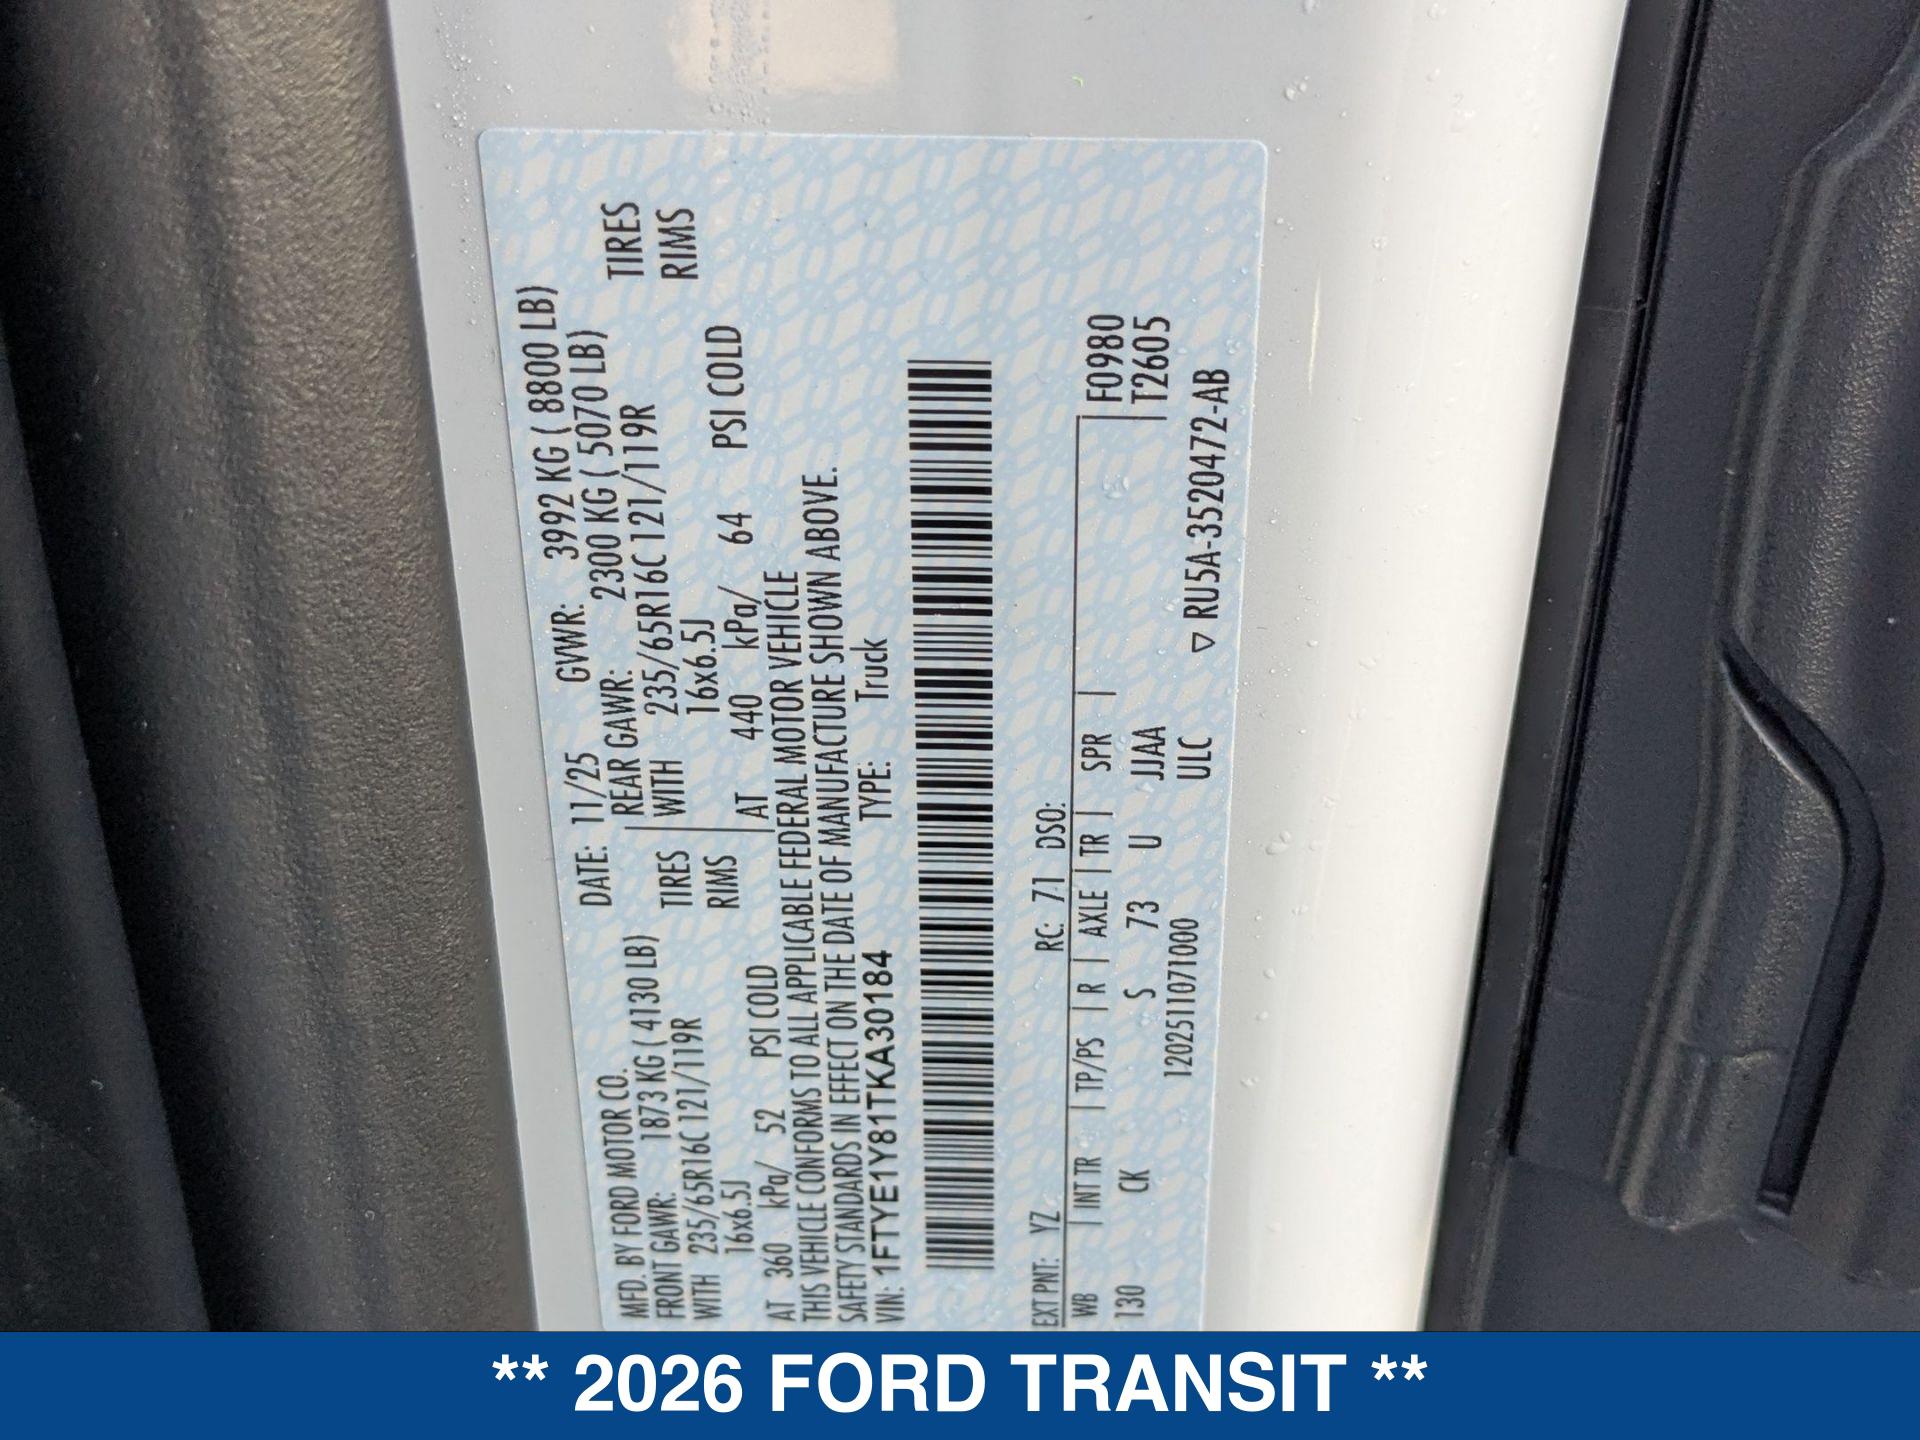 MFD. BY FORD MOTOR CO. DATE: 11/25 GVWR: 3992 KG ( 8800 LB)
FRONT GAWR: 1873 KG ( 4130 LB) REAR GAWR: 2300 KG ( 5070 LB)
WITH 235/65R16C 121/119R TIRES WITH 235/65R16C 121/119R TIRES
16x6.5J RIMS 16x6.5J RIMS
AT 360 kPa/ 52 PSI COLD AT 440 kPa/ 64 PSI COLD
THIS VEHICLE CONFORMS TO ALL APPLICABLE FEDERAL MOTOR VEHICLE
SAFETY STANDARDS IN EFFECT ON THE DATE OF MANUFACTURE SHOWN ABOVE.
VIN: 1FTYE1Y81TKA30184 TYPE: Truck
EXT PNT: YZ RC: 71 DSO:
WB | INT TR | TP/PS | R | AXLE | TR | SPR | F0980
130 CK S 73 U JJAA T2605
12025110710​00 ULC ▽ RU5A-3520472-AB
** 2026 FORD TRANSIT **